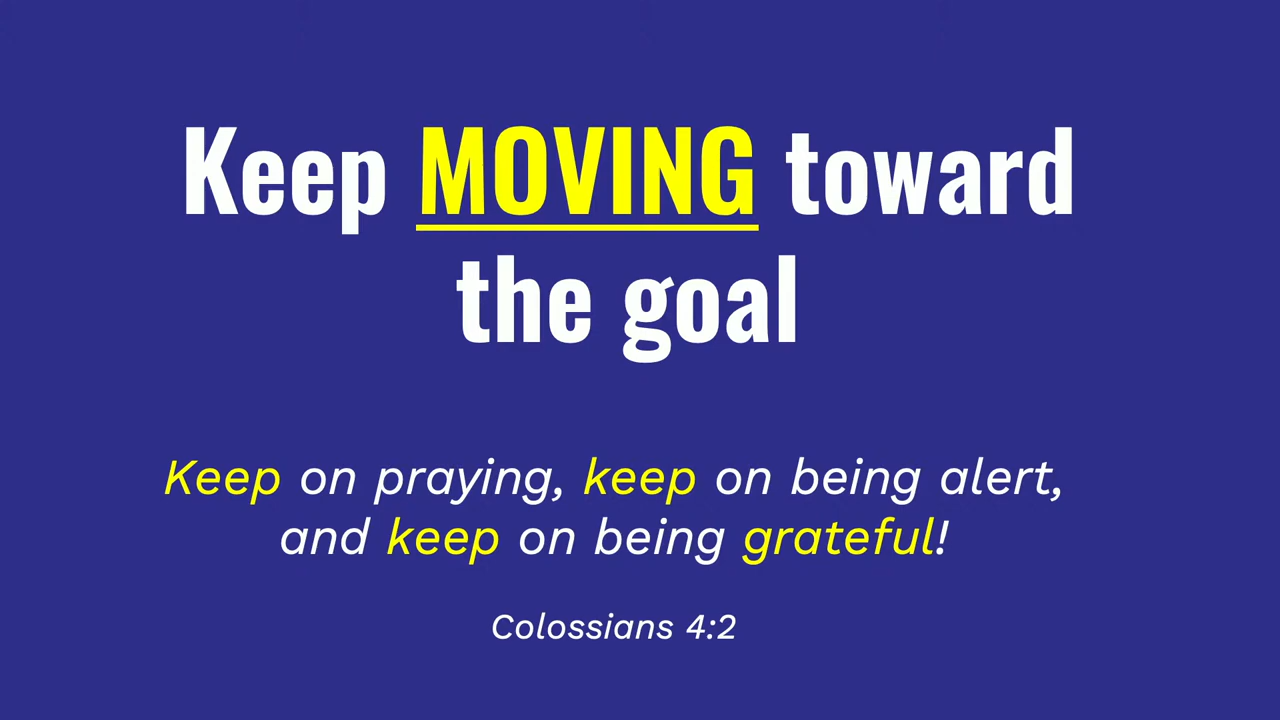 Keep MOVING toward
the goal
Keep on praying, keep on being alert,
and keep on being grateful!
Colossians 4:2